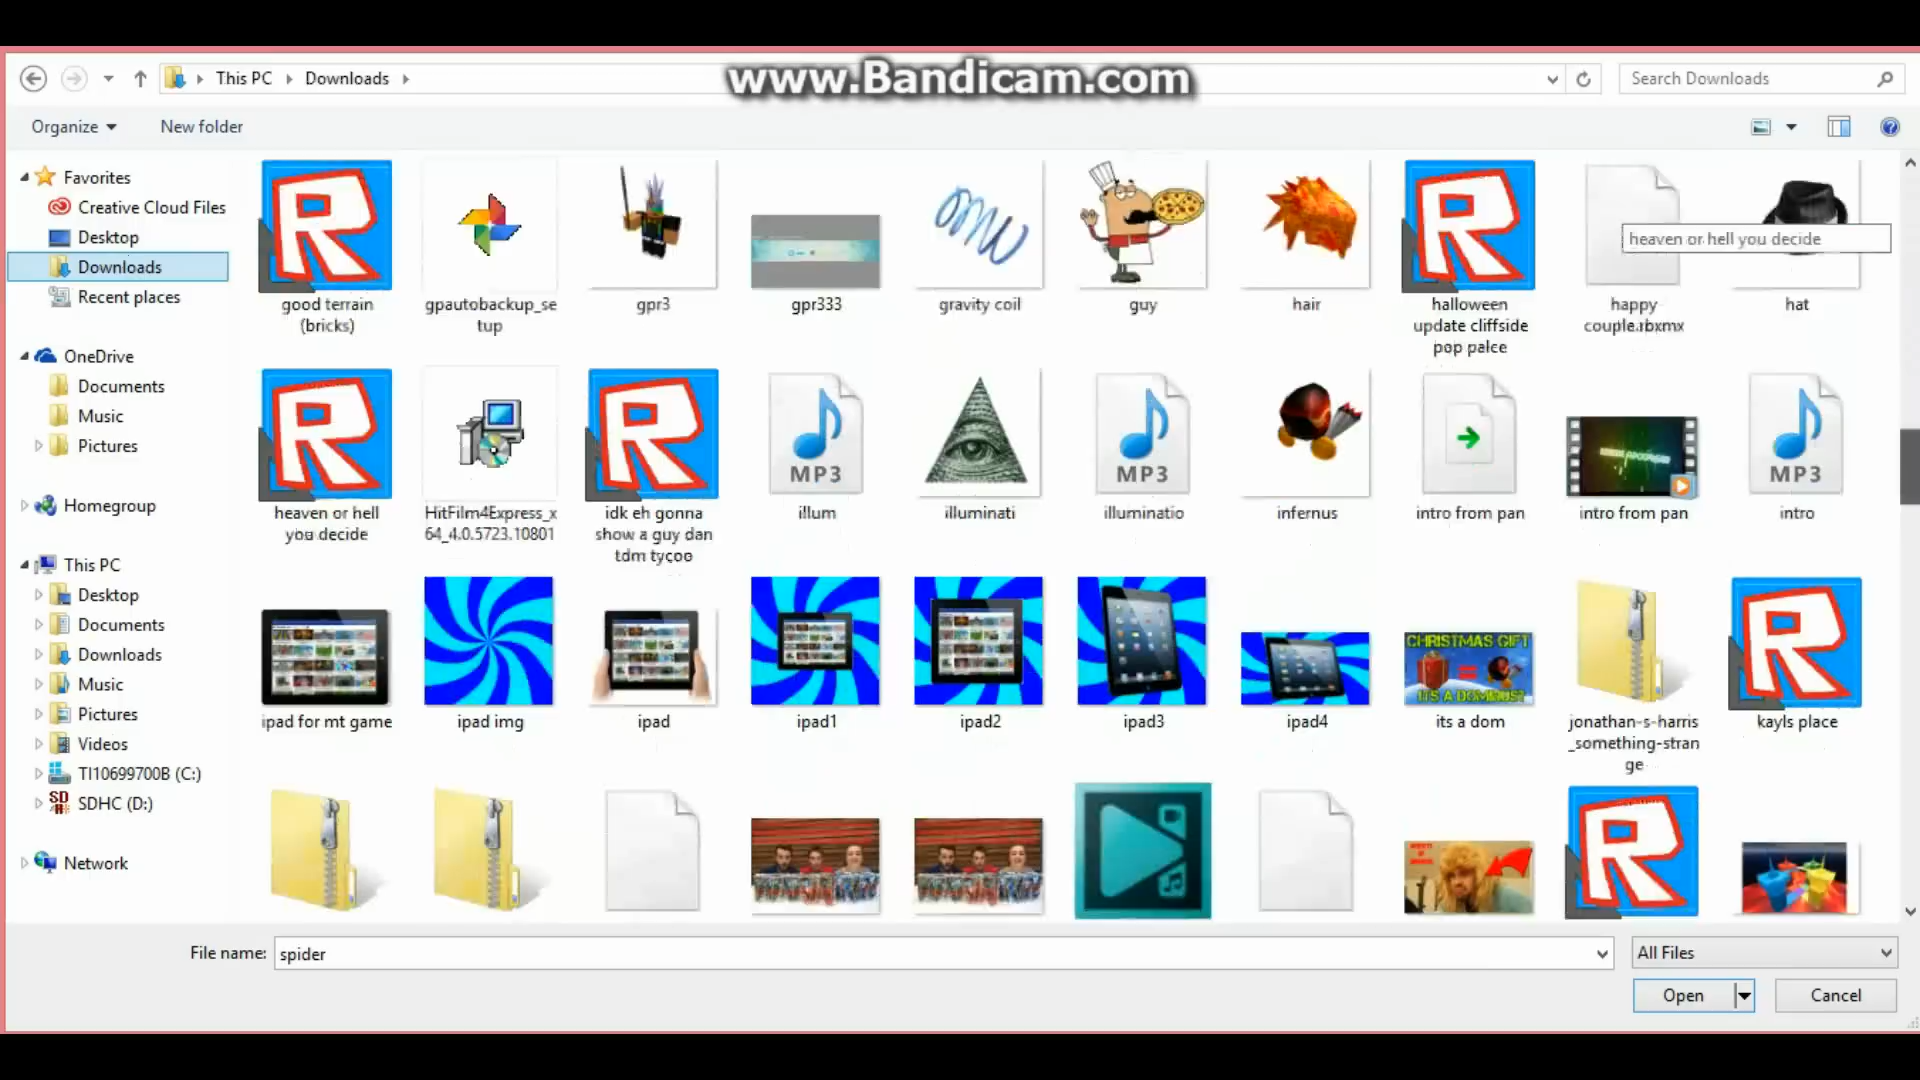 www.Bandicam.com
This PC
Downloads
Search Downloads
Organize
New folder
Favorites
Creative Cloud Files
Desktop
Downloads
Recent places
OneDrive
Documents
Music
Pictures
Homegroup
This PC
Desktop
Documents
Downloads
Music
Pictures
Videos
TI10699700B (C:)
SDHC (D:)
Network
good terrain
(bricks)
gpautobackup_se
tup
gpr3
gpr333
gravity coil
guy
hair
halloween
update cliffside
pop palce
happy
couple.rbxmx
hat
heaven or hell you decide
heaven or hell
you decide
HitFilm4Express_x
64_4.0.5723.10801
idk eh gonna
show a guy dan
tdm tycoo
MP3
illum
illuminati
MP3
illuminatio
infernus
intro from pan
intro from pan
MP3
intro
ipad for mt game
ipad img
ipad
ipad1
ipad2
ipad3
ipad4
CHRISTMAS GIFT
ITS A DOMINUS?
its a dom
jonathan-s-harris
_something-stran
ge
kayls place
File name:
spider
All Files
Open
Cancel